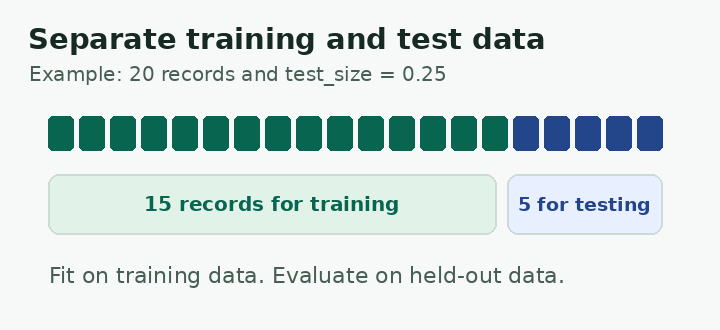 Separate training and test data
Example: 20 records and test_size = 0.25
15 records for training
5 for testing
Fit on training data. Evaluate on held-out data.